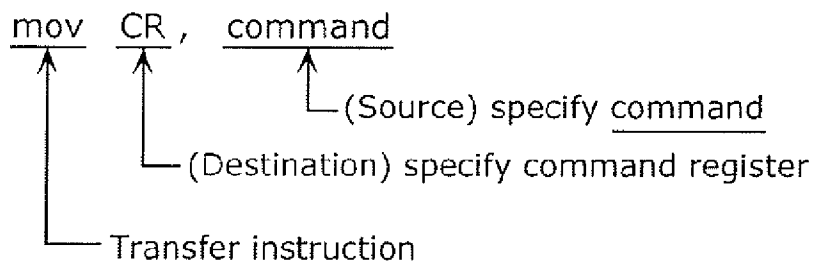 mov CR, command
(Source) specify command
(Destination) specify command register
Transfer instruction